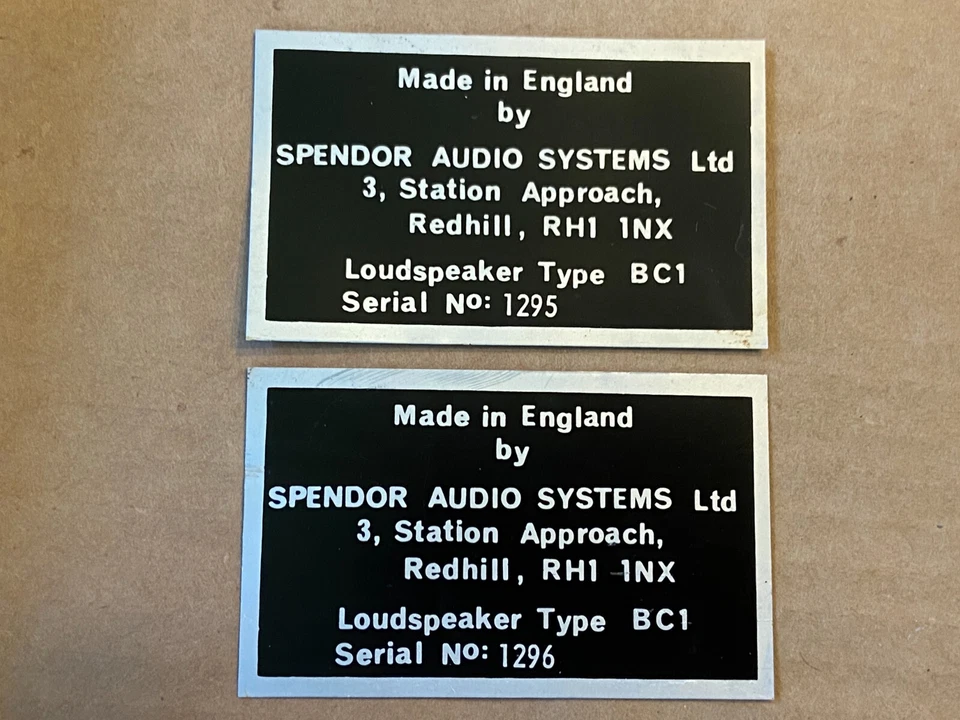 Made in England
by
SPENDOR AUDIO SYSTEMS Ltd
3, Station Approach,
Redhill, RH1 1NX
Loudspeaker Type BC1
Serial No: 1295
Made in England
by
SPENDOR AUDIO SYSTEMS Ltd
3, Station Approach,
Redhill, RH1 1NX
Loudspeaker Type BC1
Serial No: 1296